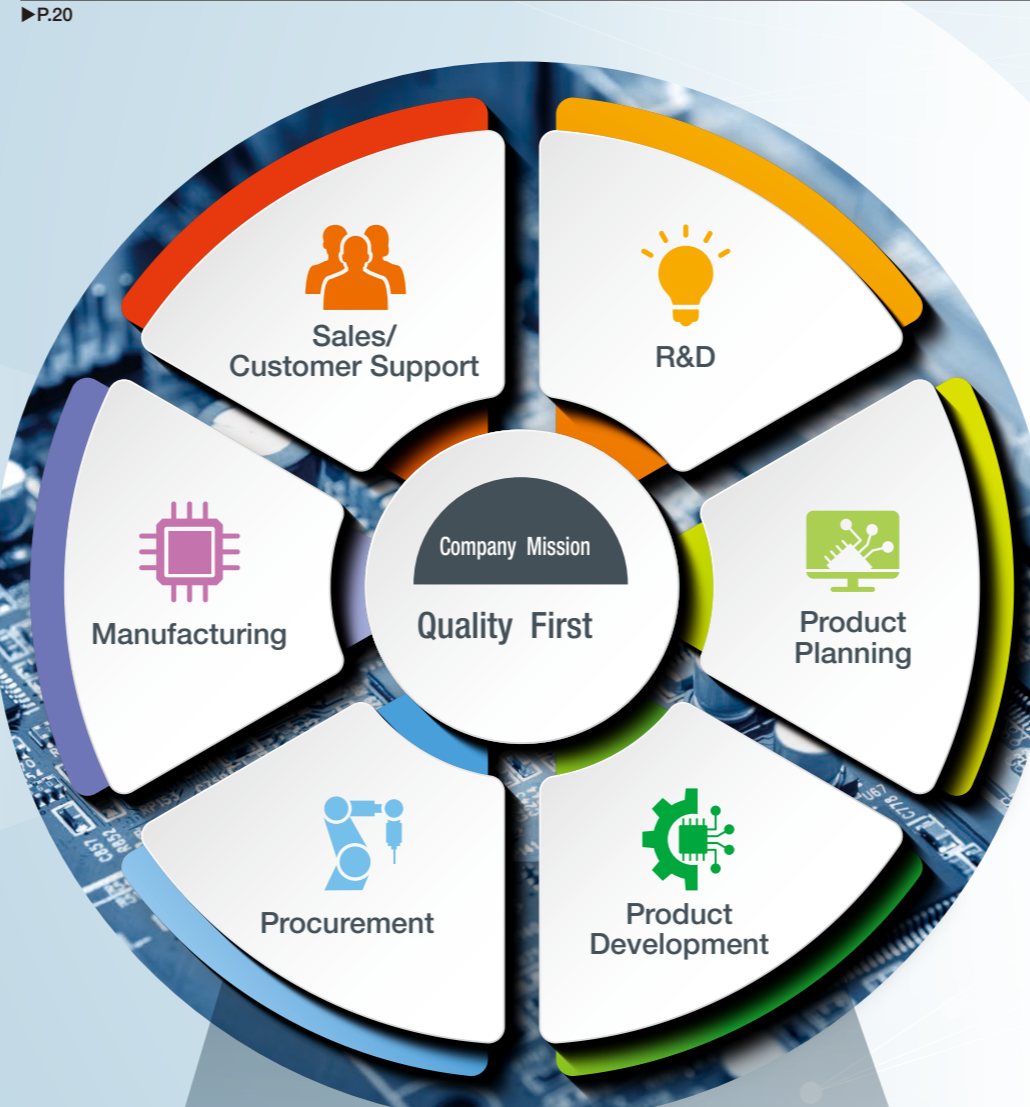 ▶P.20
Sales/
Customer Support
R&D
Company Mission
Quality First
Manufacturing
Product
Planning
Procurement
Product
Development